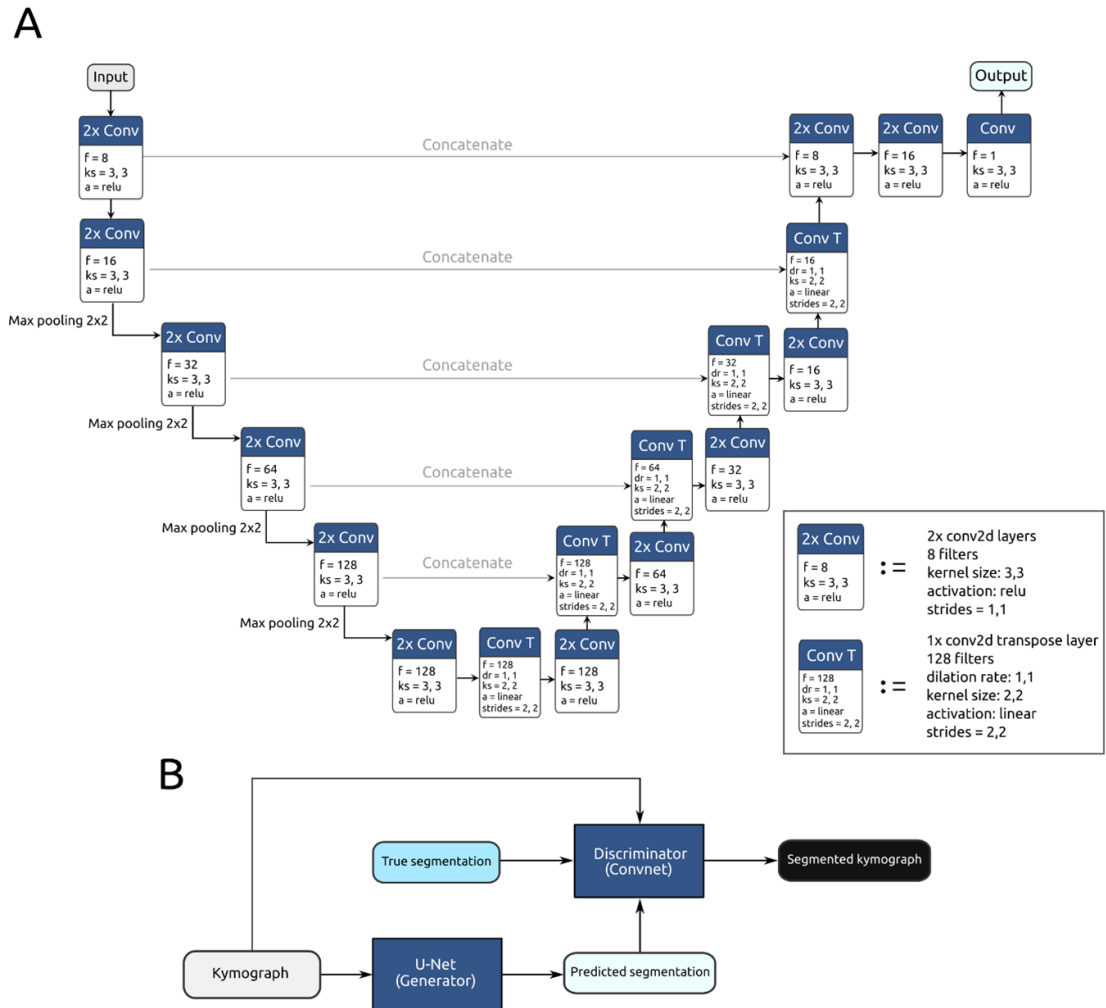 A
Input
Output
2x Conv
f = 8
ks = 3, 3
a = relu
Concatenate
2x Conv
f = 8
ks = 3, 3
a = relu
2x Conv
f = 16
ks = 3, 3
a = relu
Conv
f = 1
ks = 3, 3
a = relu
2x Conv
f = 16
ks = 3, 3
a = relu
Concatenate
Conv T
f = 16
dr = 1, 1
ks = 2, 2
a = linear
strides = 2, 2
Max pooling 2x2
2x Conv
f = 32
ks = 3, 3
a = relu
Concatenate
Conv T
f = 32
dr = 1, 1
ks = 2, 2
a = linear
strides = 2, 2
2x Conv
f = 16
ks = 3, 3
a = relu
Max pooling 2x2
2x Conv
f = 64
ks = 3, 3
a = relu
Concatenate
Conv T
f = 64
dr = 1, 1
ks = 2, 2
a = linear
strides = 2, 2
2x Conv
f = 32
ks = 3, 3
a = relu
Max pooling 2x2
2x Conv
f = 128
ks = 3, 3
a = relu
Concatenate
Conv T
f = 128
dr = 1, 1
ks = 2, 2
a = linear
strides = 2, 2
2x Conv
f = 64
ks = 3, 3
a = relu
Max pooling 2x2
2x Conv
f = 128
ks = 3, 3
a = relu
Conv T
f = 128
dr = 1, 1
ks = 2, 2
a = linear
strides = 2, 2
2x Conv
f = 128
ks = 3, 3
a = relu
2x Conv
f = 8
ks = 3, 3
a = relu
:=
2x conv2d layers
8 filters
kernel size: 3,3
activation: relu
strides = 1,1
Conv T
f = 128
dr = 1, 1
ks = 2, 2
a = linear
strides = 2, 2
:=
1x conv2d transpose layer
128 filters
dilation rate: 1,1
kernel size: 2,2
activation: linear
strides = 2,2
B
True segmentation
Discriminator
(Convnet)
Segmented kymograph
Kymograph
U-Net
(Generator)
Predicted segmentation